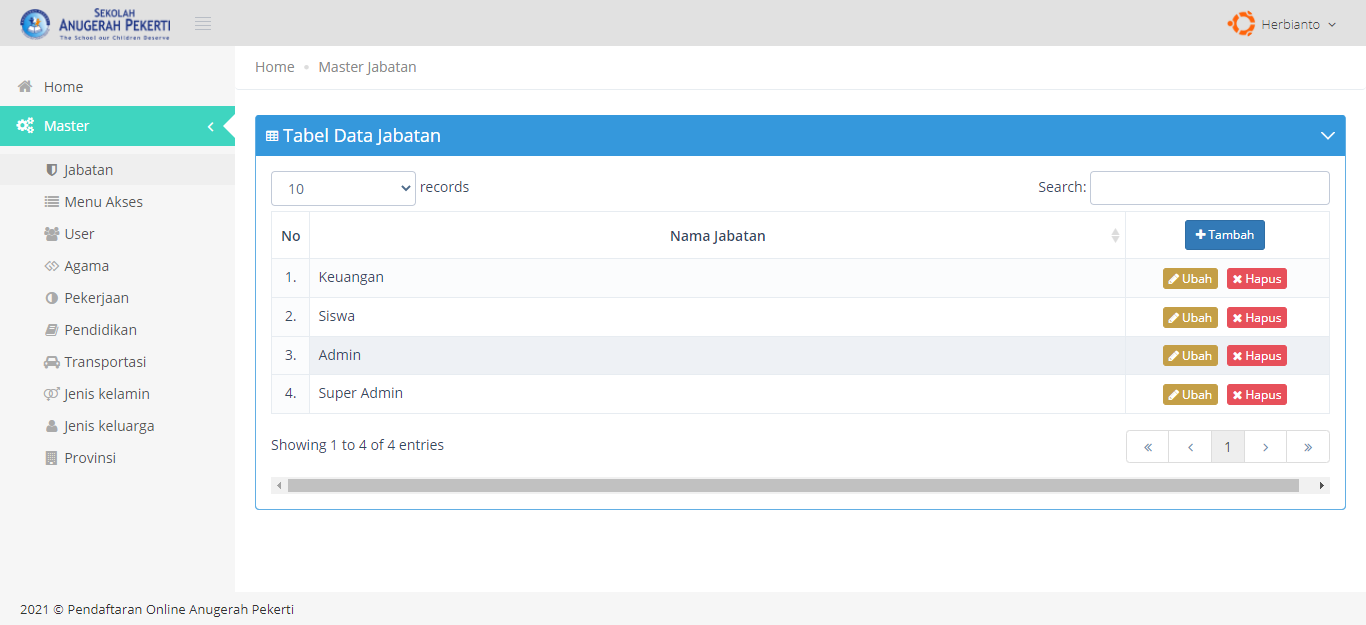 SEKOLAH
ANUGERAH PEKERTI
The School our Children Deserve
Herbianto
Home
Master Jabatan
Home
Master
Jabatan
Menu Akses
User
Agama
Pekerjaan
Pendidikan
Transportasi
Jenis kelamin
Jenis keluarga
Provinsi
Tabel Data Jabatan
10 records
Search:
No Nama Jabatan Tambah
1. Keuangan Ubah Hapus
2. Siswa Ubah Hapus
3. Admin Ubah Hapus
4. Super Admin Ubah Hapus
Showing 1 to 4 of 4 entries
« ‹ 1 › »
2021 © Pendaftaran Online Anugerah Pekerti